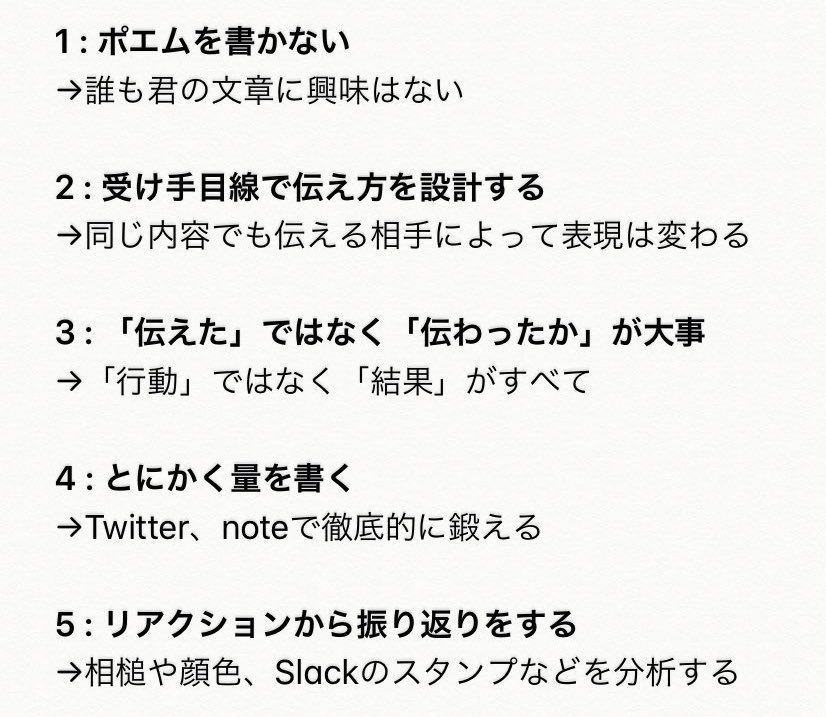 1 : ポエムを書かない
→誰も君の文章に興味はない
2 : 受け手目線で伝え方を設計する
→同じ内容でも伝える相手によって表現は変わる
3 : 「伝えた」ではなく「伝わったか」が大事
→「行動」ではなく「結果」がすべて
4 : とにかく量を書く
→Twitter、noteで徹底的に鍛える
5 : リアクションから振り返りをする
→相槌や顔色、Slackのスタンプなどを分析する